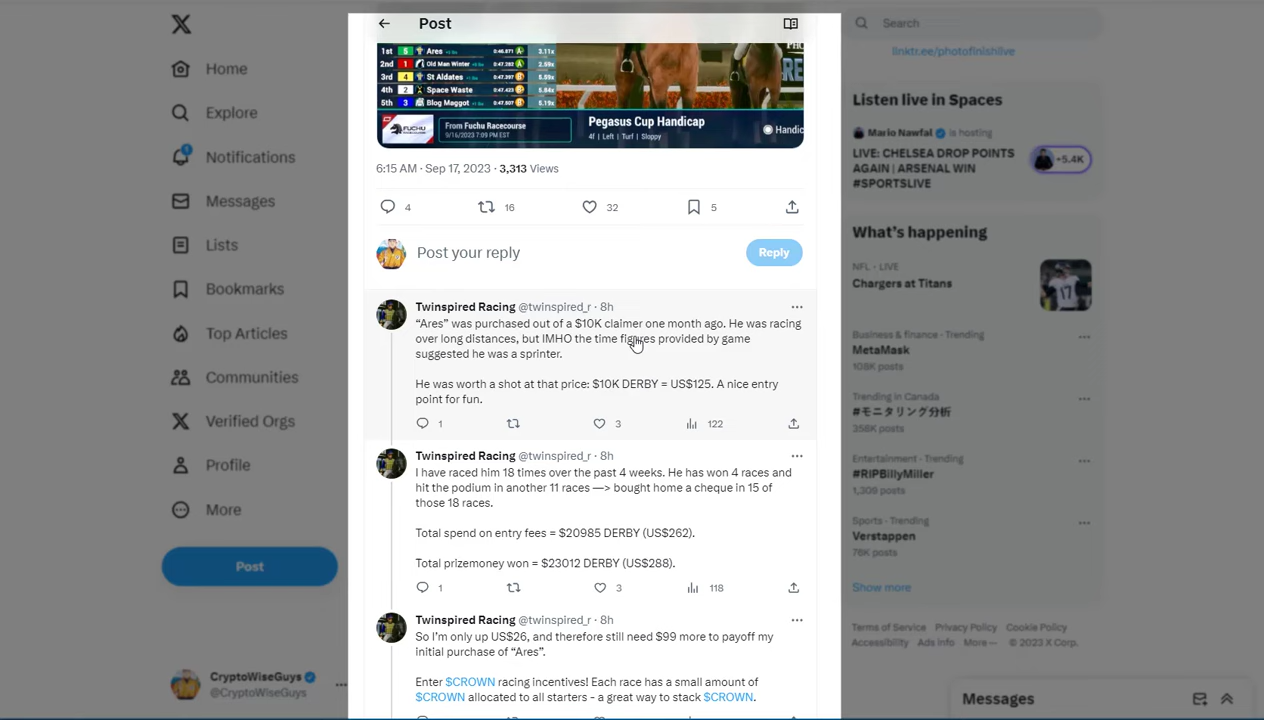 Post
Search
linktr.ee/photofinishlive
Home
Explore
Notifications
1
Messages
Lists
Bookmarks
Top Articles
Communities
Verified Orgs
Profile
More
Post
CryptoWiseGuys
@CryptoWiseGuys
1st 5 Ares 0:46.871 A 3.11x
2nd 1 Old Man Winter 0:47.282 A 2.59x
3rd 4 St Aldates 0:47.397 B 5.59x
4th 2 Space Waste 0:47.423 B 5.84x
5th 3 Blog Maggot 0:47.507 B 5.19x
FUCHU
RACECOURSE
From Fuchu Racecourse
9/16/2023 7:09 PM EST
Pegasus Cup Handicap
4f | Left | Turf | Sloppy
Handic
6:15 AM · Sep 17, 2023 · 3,313 Views
4 16 32 5
Post your reply
Reply
Twinspired Racing @twinspired_r · 8h
“Ares” was purchased out of a $10K claimer one month ago. He was racing
over long distances, but IMHO the time figures provided by game
suggested he was a sprinter.
He was worth a shot at that price: $10K DERBY = US$125. A nice entry
point for fun.
1 3 122
Twinspired Racing @twinspired_r · 8h
I have raced him 18 times over the past 4 weeks. He has won 4 races and
hit the podium in another 11 races —> bought home a cheque in 15 of
those 18 races.
Total spend on entry fees = $20985 DERBY (US$262).
Total prizemoney won = $23012 DERBY (US$288).
1 3 118
Twinspired Racing @twinspired_r · 8h
So I’m only up US$26, and therefore still need $99 more to payoff my
initial purchase of “Ares”.
Enter $CROWN racing incentives! Each race has a small amount of
$CROWN allocated to all starters - a great way to stack $CROWN.
Listen live in Spaces
Mario Nawfal is hosting
LIVE: CHELSEA DROP POINTS
AGAIN | ARSENAL WIN
#SPORTSLIVE
+5.4K
What’s happening
NFL · LIVE
Chargers at Titans
Business & finance · Trending
MetaMask
108K posts
Trending in Canada
#モニタリング分析
358K posts
Entertainment · Trending
#RIPBillyMiller
1,306 posts
Sports · Trending
Verstappen
76K posts
Show more
Terms of Service Privacy Policy Cookie Policy
Accessibility Ads info More ··· © 2023 X Corp.
Messages